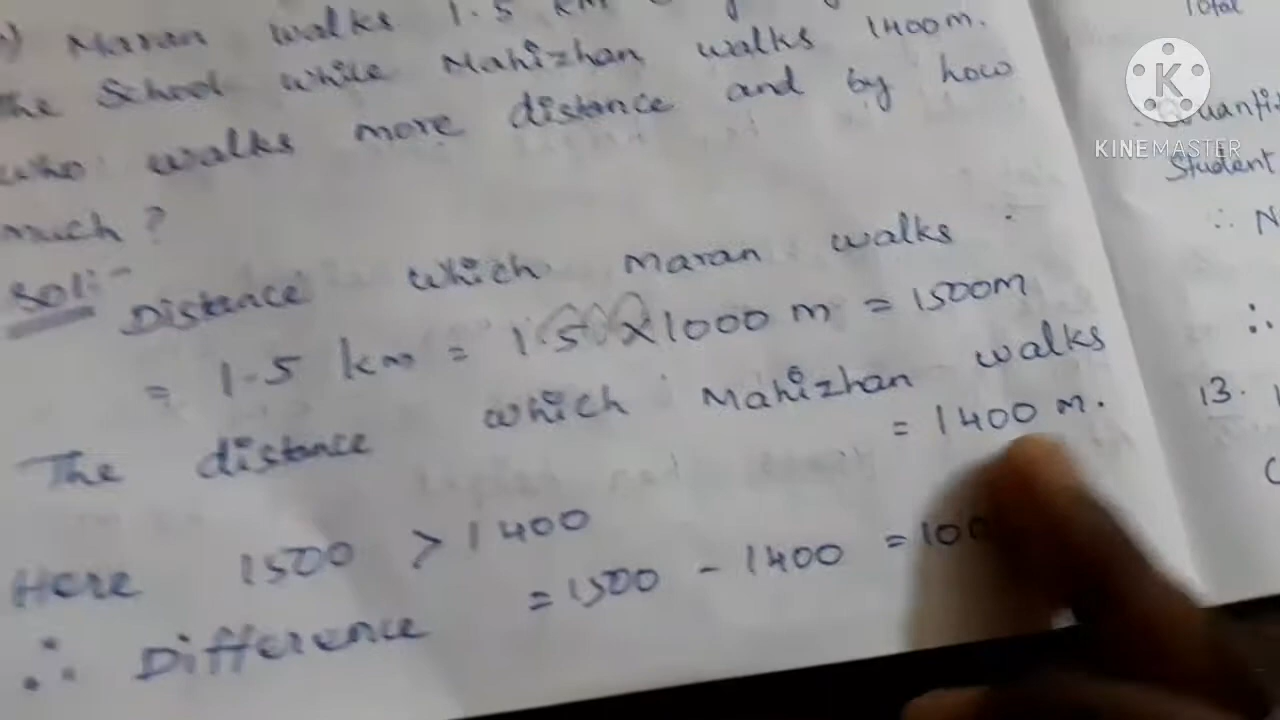 Maran walks 1.5 km
the School while Mahizhan walks 1400m.
who walks more distance and by how
much?
Sol:-
Distance which maran walks
= 1.5 km = 1.5 x 1000 m = 1500m
The distance which Mahizhan walks
= 1400 m.
Here 1500 > 1400
∴ Difference = 1500 - 1400 = 100
Total
Student
∴ N
∴
13.
K
KINEMASTER